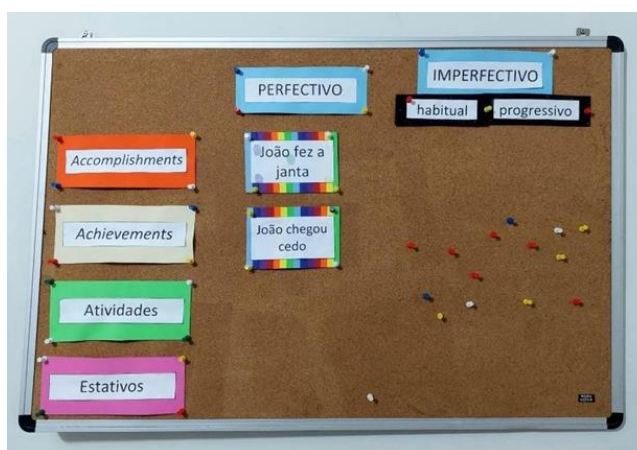 PERFECTIVO
IMPERFECTIVO
habitual
progressivo
Accomplishments
João fez a
janta
Achievements
João chegou
cedo
Atividades
Estativos